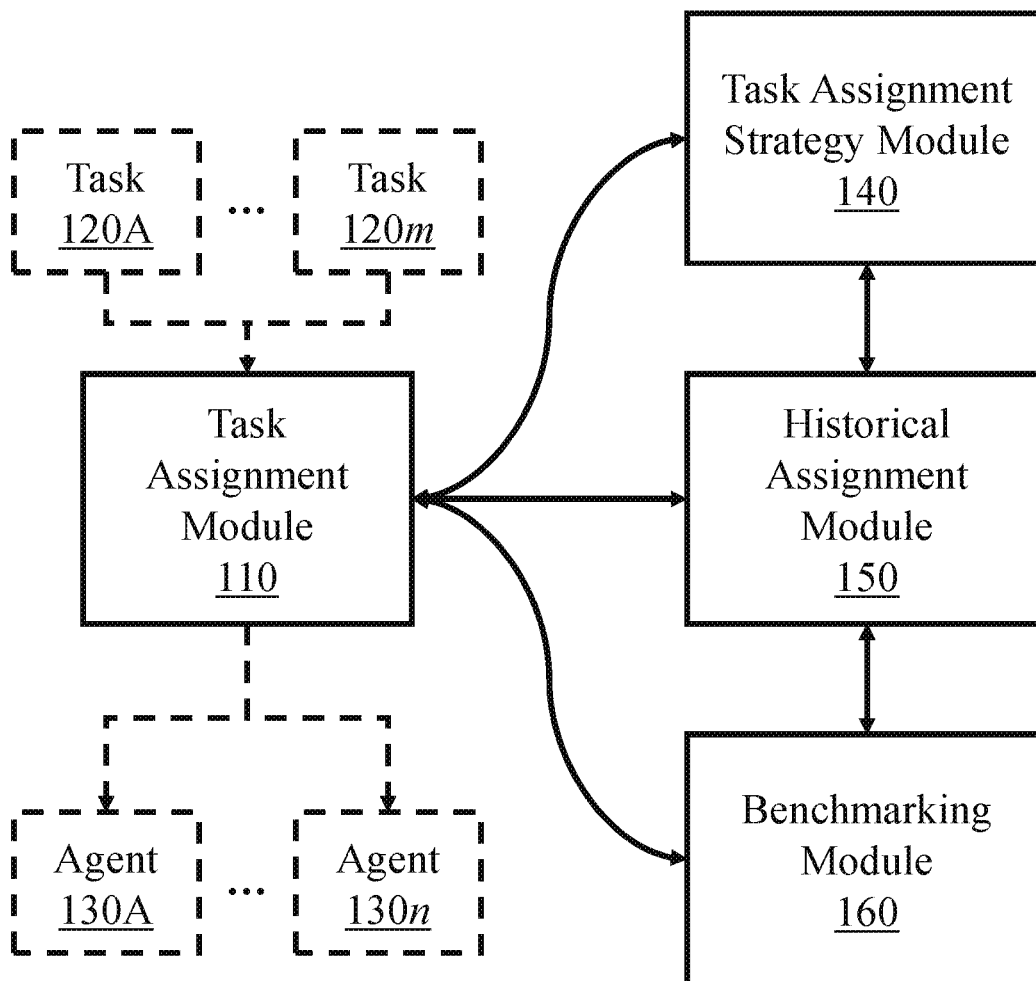 Task
120A
...
Task
120m
Task Assignment
Strategy Module
140
Task
Assignment
Module
110
Historical
Assignment
Module
150
Agent
130A
...
Agent
130n
Benchmarking
Module
160